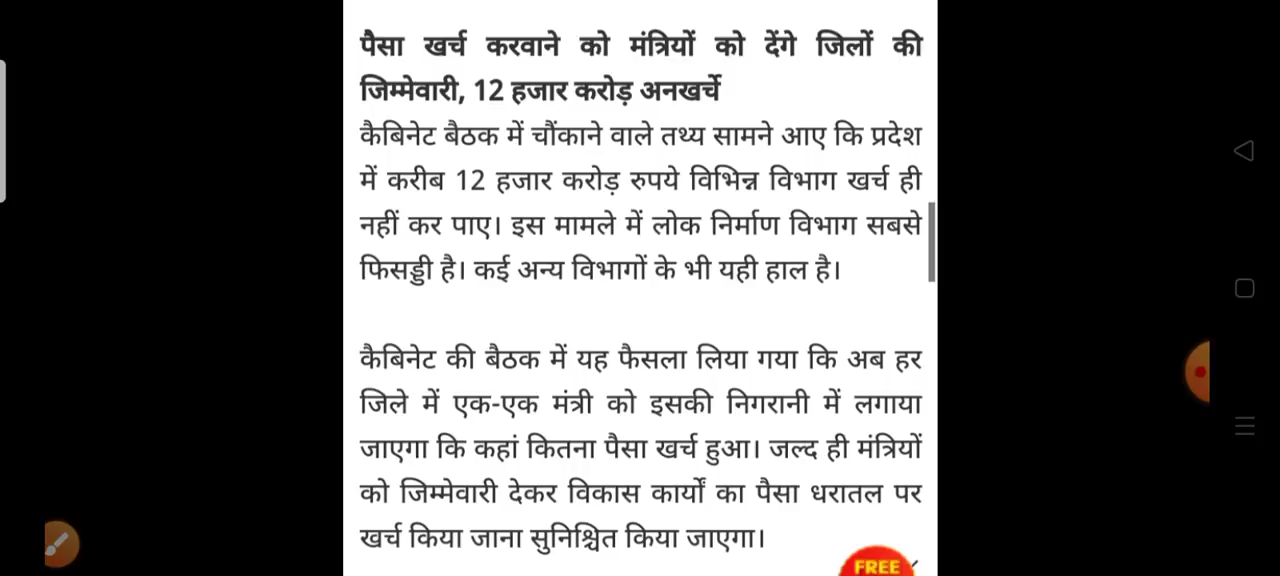 पैसा खर्च करवाने को मंत्रियों को देंगे जिलों की
जिम्मेवारी, 12 हजार करोड़ अनखर्चे
कैबिनेट बैठक में चौंकाने वाले तथ्य सामने आए कि प्रदेश
में करीब 12 हजार करोड़ रुपये विभिन्न विभाग खर्च ही
नहीं कर पाए। इस मामले में लोक निर्माण विभाग सबसे
फिसड्डी है। कई अन्य विभागों के भी यही हाल है।
कैबिनेट की बैठक में यह फैसला लिया गया कि अब हर
जिले में एक-एक मंत्री को इसकी निगरानी में लगाया
जाएगा कि कहां कितना पैसा खर्च हुआ। जल्द ही मंत्रियों
को जिम्मेवारी देकर विकास कार्यों का पैसा धरातल पर
खर्च किया जाना सुनिश्चित किया जाएगा।
FREE